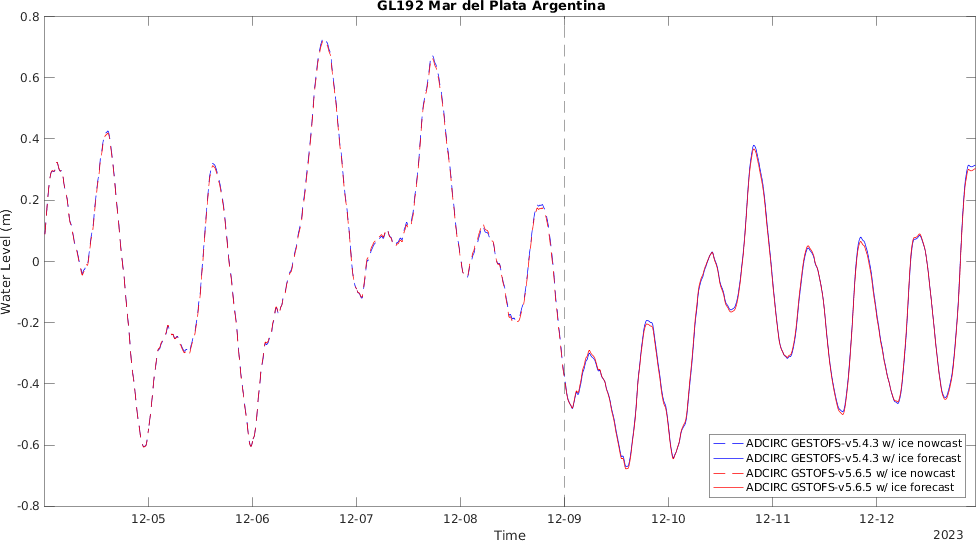 GL192 Mar del Plata Argentina
0.8
0.6
0.4
0.2
0
-0.2
-0.4
-0.6
-0.8
Water Level (m)
12-05 12-06 12-07 12-08 12-09 12-10 12-11 12-12
Time
2023
ADCIRC GESTOFS-v5.4.3 w/ ice nowcast
ADCIRC GESTOFS-v5.4.3 w/ ice forecast
ADCIRC GSTOFS-v5.6.5 w/ ice nowcast
ADCIRC GSTOFS-v5.6.5 w/ ice forecast